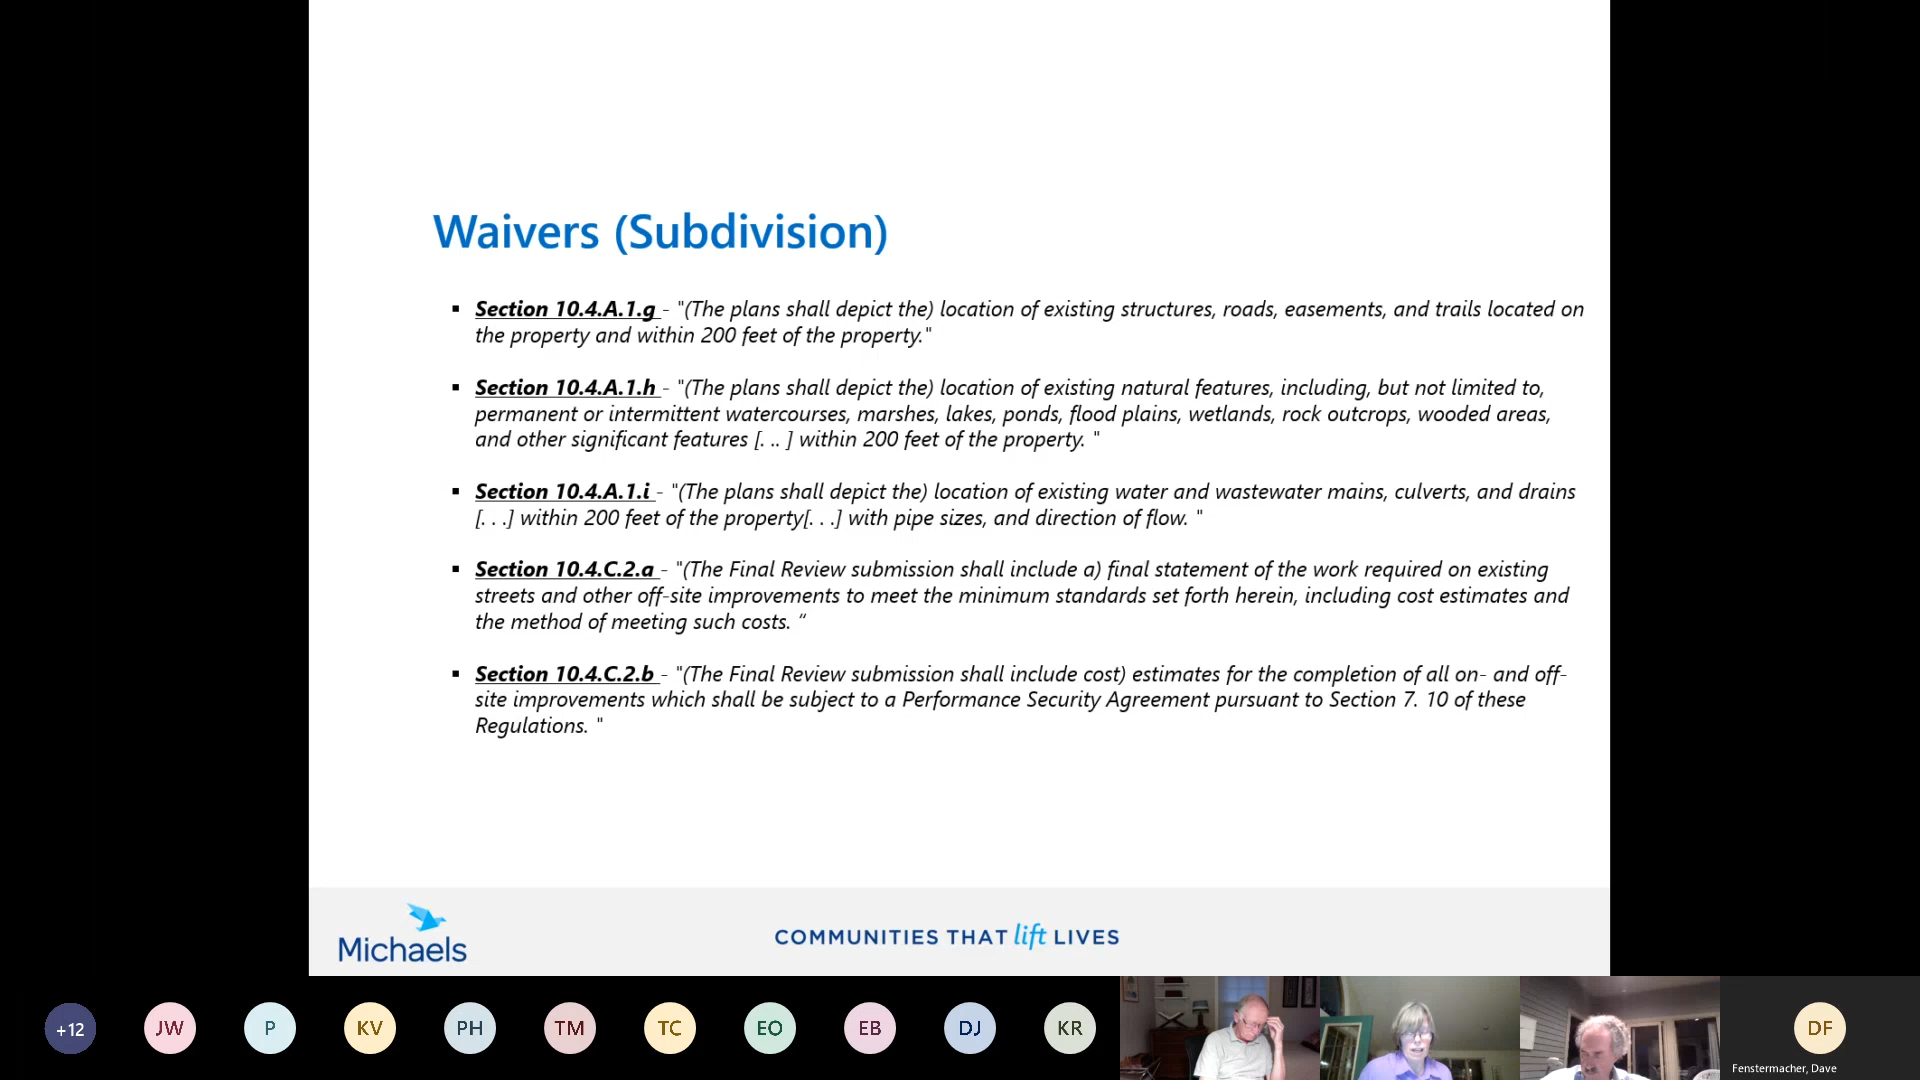 Waivers (Subdivision)
▪ Section 10.4.A.1.g - "(The plans shall depict the) location of existing structures, roads, easements, and trails located on
the property and within 200 feet of the property."
▪ Section 10.4.A.1.h - "(The plans shall depict the) location of existing natural features, including, but not limited to,
permanent or intermittent watercourses, marshes, lakes, ponds, flood plains, wetlands, rock outcrops, wooded areas,
and other significant features [. .. ] within 200 feet of the property. "
▪ Section 10.4.A.1.i - "(The plans shall depict the) location of existing water and wastewater mains, culverts, and drains
[. . .] within 200 feet of the property[. . .] with pipe sizes, and direction of flow. "
▪ Section 10.4.C.2.a - "(The Final Review submission shall include a) final statement of the work required on existing
streets and other off-site improvements to meet the minimum standards set forth herein, including cost estimates and
the method of meeting such costs. “
▪ Section 10.4.C.2.b - "(The Final Review submission shall include cost) estimates for the completion of all on- and off-
site improvements which shall be subject to a Performance Security Agreement pursuant to Section 7. 10 of these
Regulations. "
Michaels
COMMUNITIES THAT lift LIVES
+12 JW P KV PH TM TC EO EB DJ KR DF
Fenstermacher, Dave